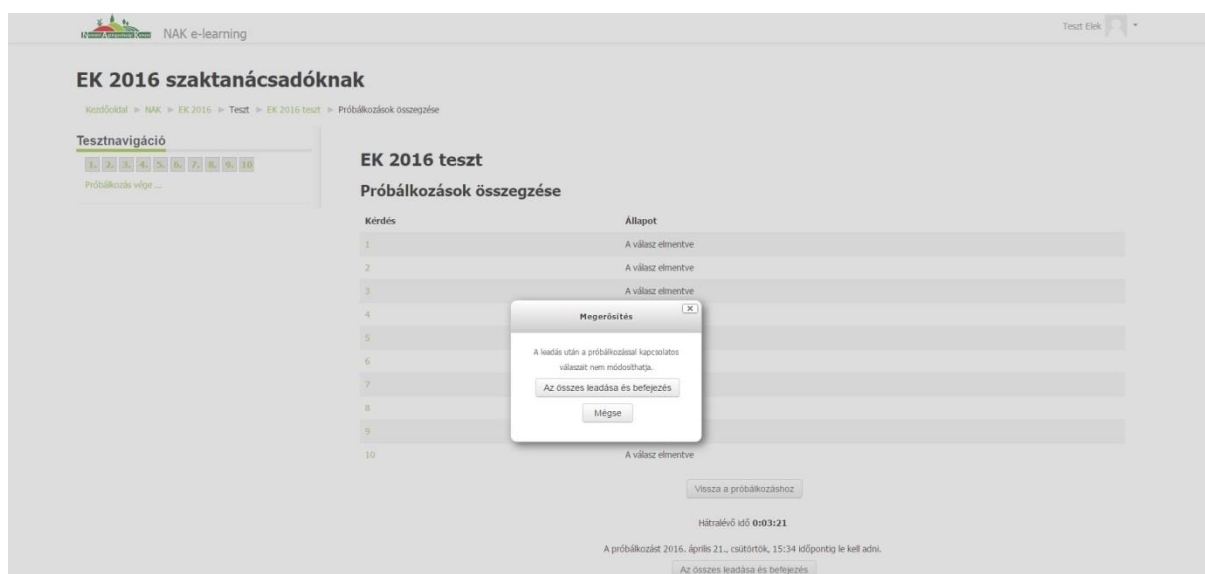 NAK e-learning
Teszt Elek
EK 2016 szaktanácsadóknak
Kezdőoldal ► NAK ► EK 2016 ► Teszt ► EK 2016 teszt ► Próbálkozások összegzése
Tesztnavigáció
1. 2. 3. 4. 5. 6. 7. 8. 9. 10
Próbálkozás vége ...
EK 2016 teszt
Próbálkozások összegzése
Kérdés Állapot
1 A válasz elmentve
2 A válasz elmentve
3 A válasz elmentve
4
5
6
7
8
9
10 A válasz elmentve
Megerősítés
A leadás után a próbálkozással kapcsolatos
válaszait nem módosíthatja.
Az összes leadása és befejezés
Mégse
Vissza a próbálkozáshoz
Hátralévő idő 0:03:21
A próbálkozást 2016. április 21., csütörtök, 15:34 időpontig le kell adni.
Az összes leadása és befejezés